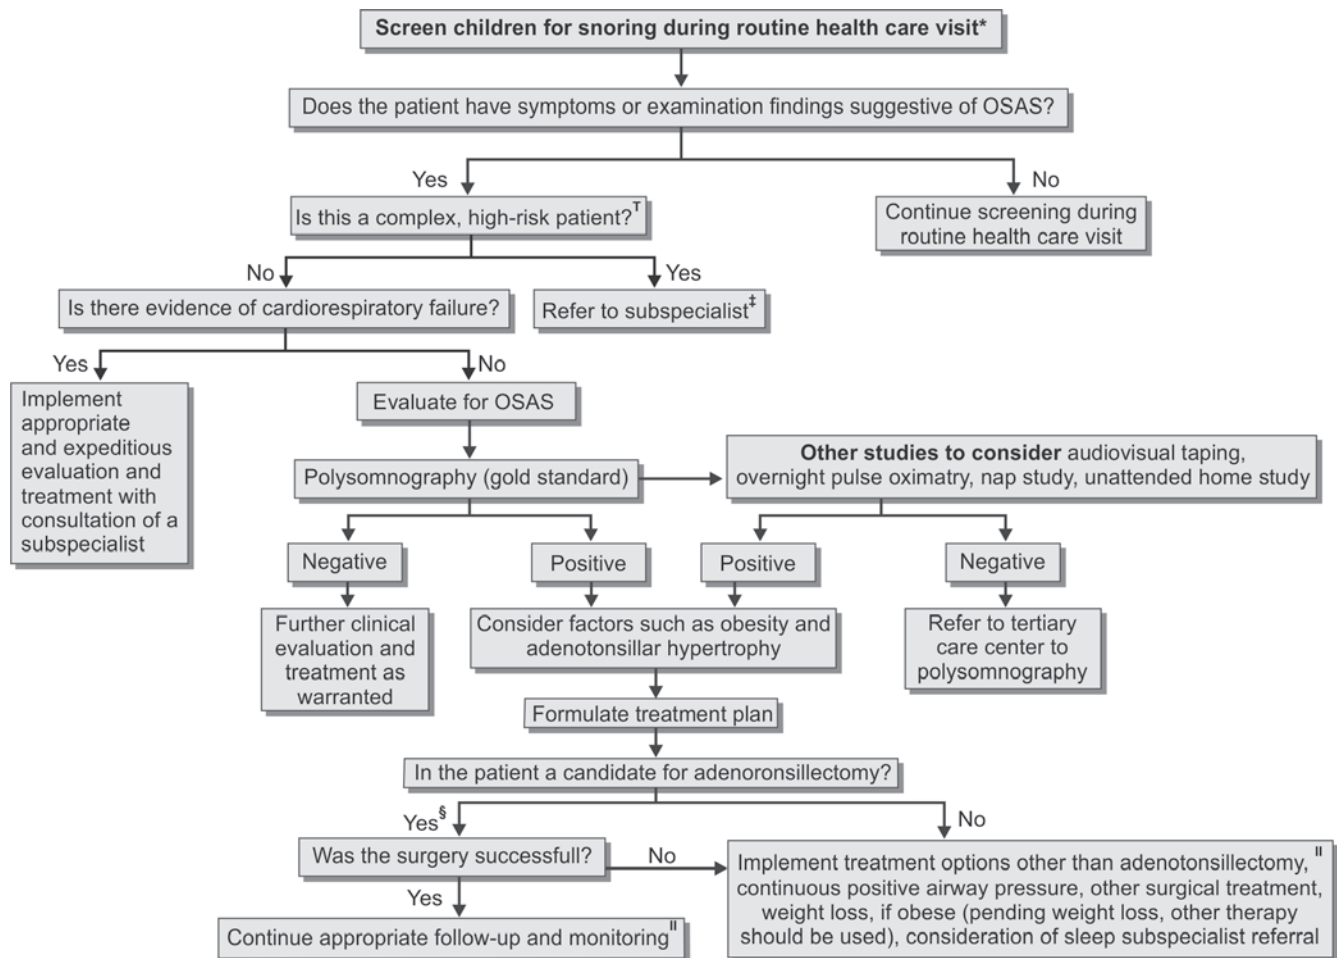 Screen children for snoring during routine health care visit*
Does the patient have symptoms or examination findings suggestive of OSAS?
Yes
No
Is this a complex, high-risk patient?ᵀ
Continue screening during
routine health care visit
No
Yes
Is there evidence of cardiorespiratory failure?
Refer to subspecialist‡
Yes
No
Implement
appropriate
and expeditious
evaluation and
treatment with
consultation of a
subspecialist
Evaluate for OSAS
Polysomnography (gold standard)
Other studies to consider audiovisual taping,
overnight pulse oximatry, nap study, unattended home study
Negative
Positive
Positive
Negative
Further clinical
evaluation and
treatment as
warranted
Consider factors such as obesity and
adenotonsillar hypertrophy
Refer to tertiary
care center to
polysomnography
Formulate treatment plan
In the patient a candidate for adenoronsillectomy?
Yes§
No
Was the surgery successfull?
No
Implement treatment options other than adenotonsillectomy,ǁ
continuous positive airway pressure, other surgical treatment,
weight loss, if obese (pending weight loss, other therapy
should be used), consideration of sleep subspecialist referral
Yes
Continue appropriate follow-up and monitoringǁ